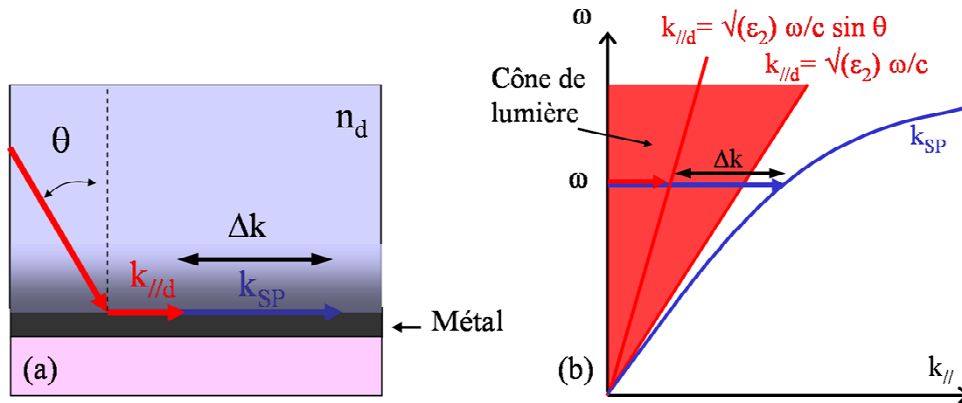 n_d
θ
Δk
k_//d
k_SP
Métal
(a)
ω
k_//d = √(ε₂) ω/c sin θ
k_//d = √(ε₂) ω/c
Cône de
lumière
k_SP
Δk
ω
(b)
k_//